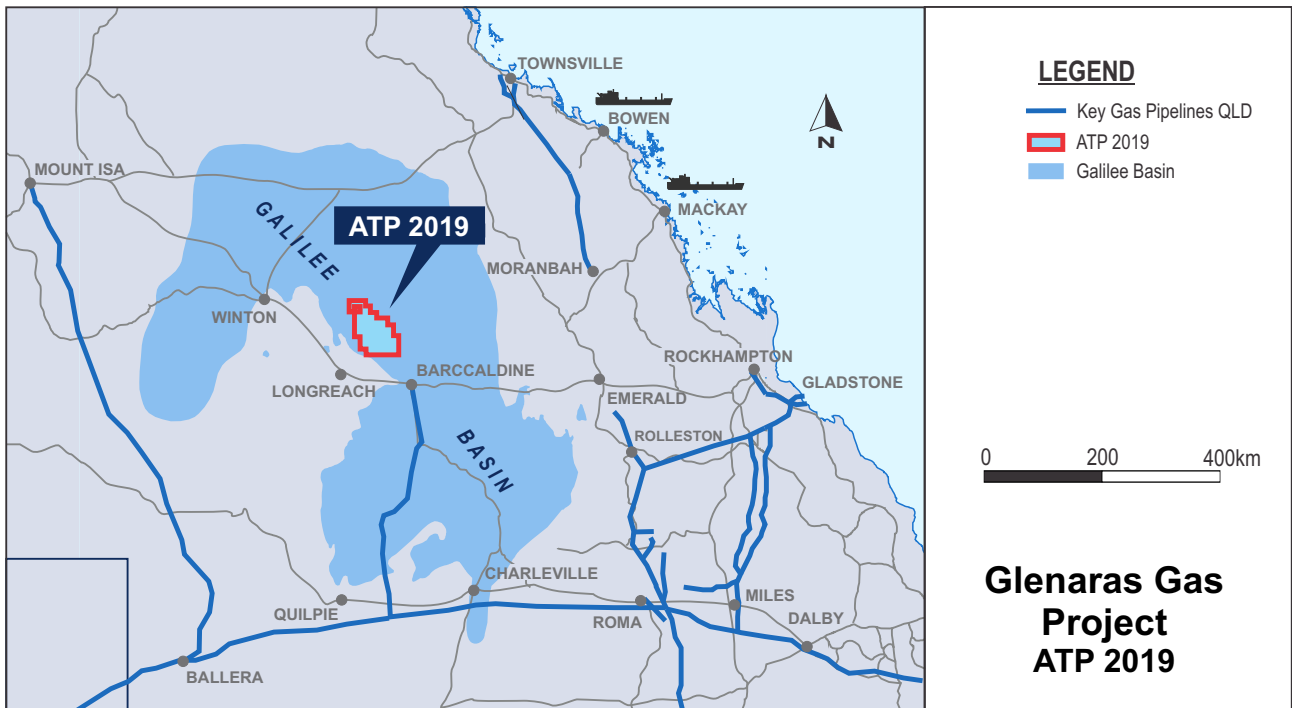 TOWNSVILLE
BOWEN
N
MOUNT ISA
MACKAY
GALILEE
ATP 2019
MORANBAH
WINTON
ROCKHAMPTON
BARCCALDINE
GLADSTONE
LONGREACH
EMERALD
BASIN
ROLLESTON
CHARLEVILLE
QUILPIE
ROMA
MILES
DALBY
BALLERA
LEGEND
Key Gas Pipelines QLD
ATP 2019
Galilee Basin
0 200 400km
Glenaras Gas
Project
ATP 2019